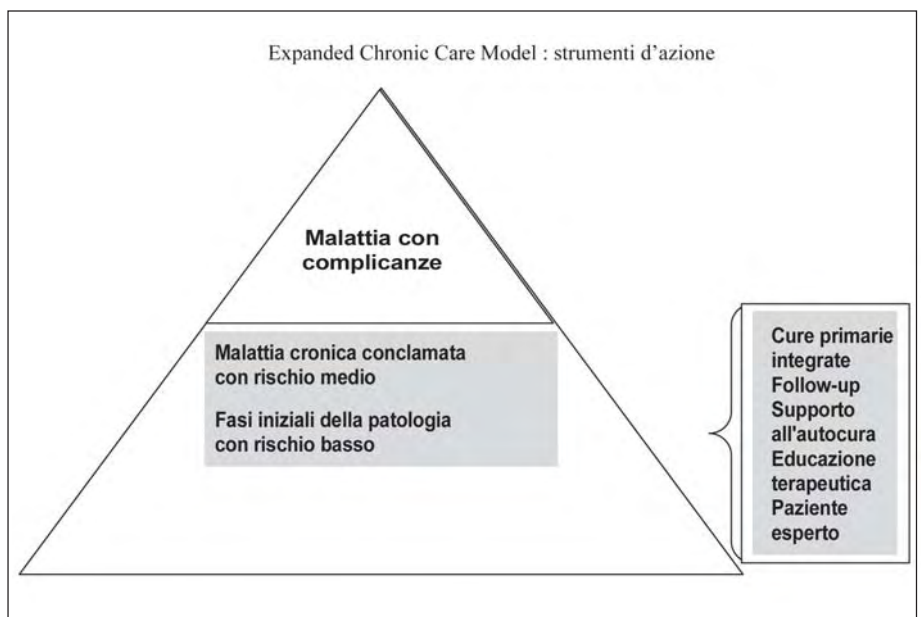 Expanded Chronic Care Model : strumenti d'azione
Malattia con
complicanze
Malattia cronica conclamata
con rischio medio
Fasi iniziali della patologia
con rischio basso
Cure primarie
integrate
Follow-up
Supporto
all'autocura
Educazione
terapeutica
Paziente
esperto